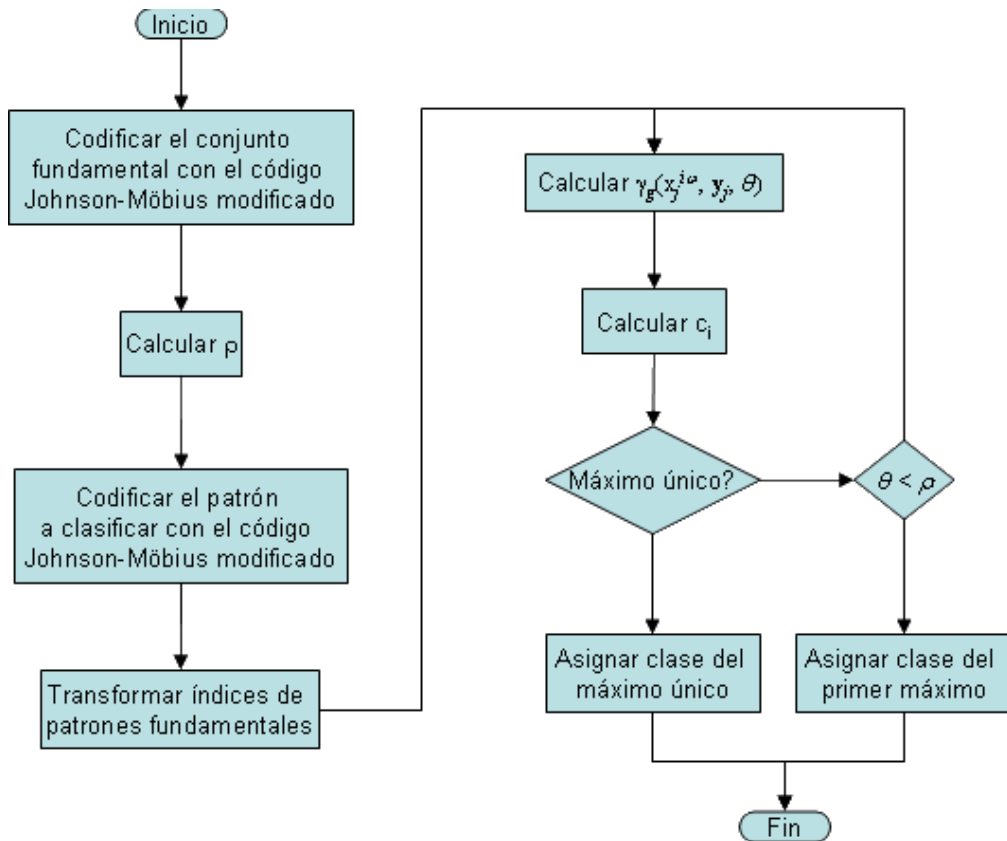 Inicio
Codificar el conjunto
fundamental con el código
Johnson-Möbius modificado
Calcular ρ
Codificar el patrón
a clasificar con el código
Johnson-Möbius modificado
Transformar índices de
patrones fundamentales
Calcular γg(xj^iω, yj, θ)
Calcular ci
Máximo único?
θ < ρ
Asignar clase del
máximo único
Asignar clase del
primer máximo
Fin